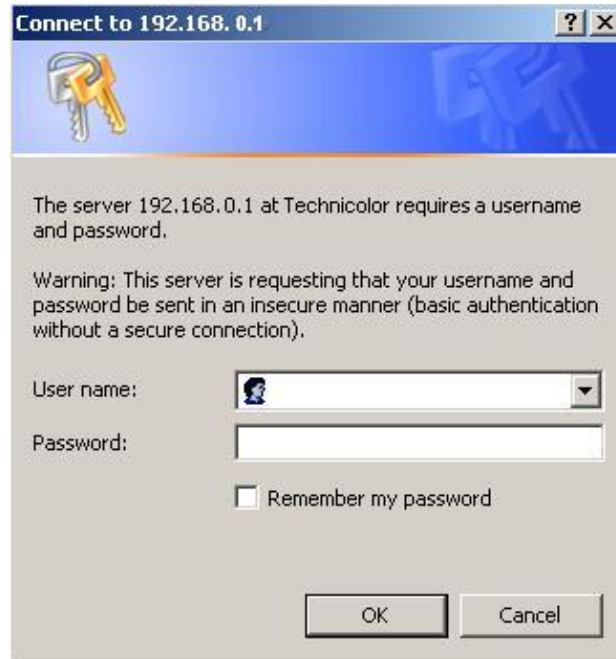 Connect to 192.168. 0.1
The server 192.168.0.1 at Technicolor requires a username
and password.
Warning: This server is requesting that your username and
password be sent in an insecure manner (basic authentication
without a secure connection).
User name:
Password:
Remember my password
OK Cancel